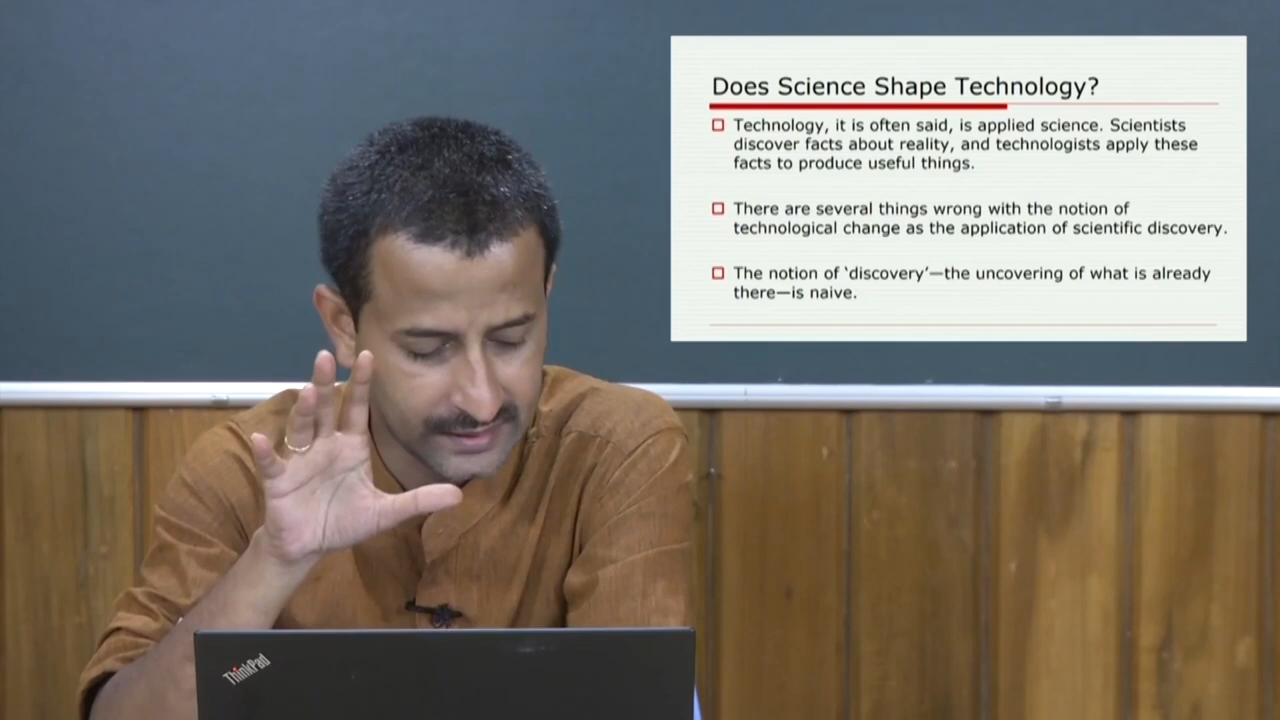 Does Science Shape Technology?
Technology, it is often said, is applied science. Scientists
discover facts about reality, and technologists apply these
facts to produce useful things.
There are several things wrong with the notion of
technological change as the application of scientific discovery.
The notion of ‘discovery’—the uncovering of what is already
there—is naive.
ThinkPad